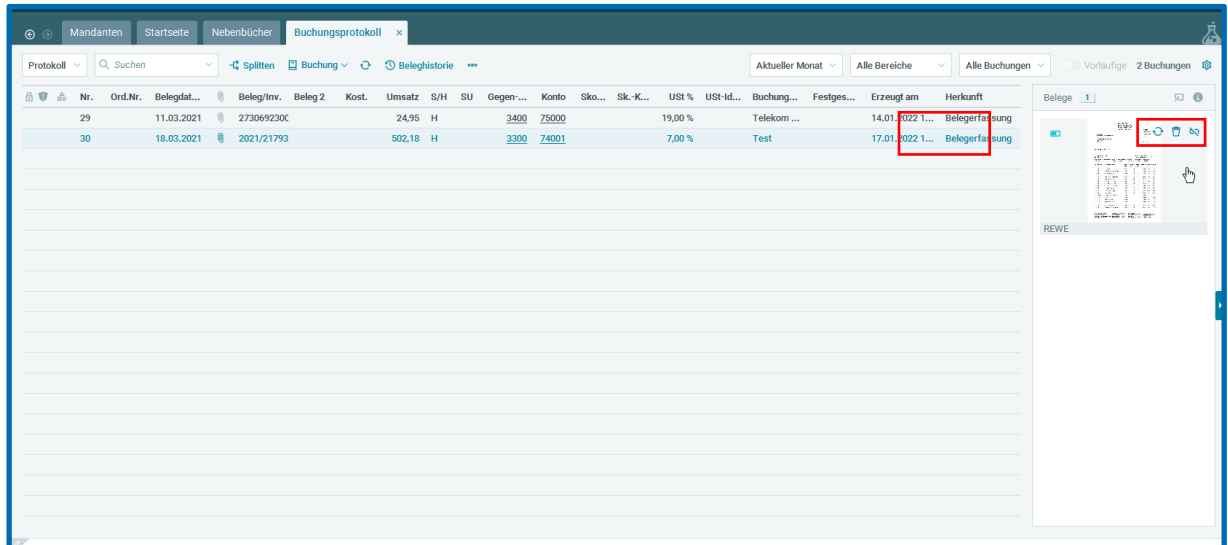 Mandanten Startseite Nebenbücher Buchungsprotokoll ×
Protokoll Suchen Splitten Buchung Beleghistorie ••• Aktueller Monat Alle Bereiche Alle Buchungen Vorläufige 2 Buchungen
Nr. Ord.Nr. Belegdat... Beleg/Inv. Beleg 2 Kost. Umsatz S/H SU Gegen-... Konto Sko... Sk.-K... USt % USt-Id... Buchung... Festges... Erzeugt am Herkunft Belege 1
29 11.03.2021 273069230( 24,95 H 3400 75000 19,00 % Telekom ... 14.01.2022 1... Belegerfassung
30 18.03.2021 2021/21793 502,18 H 3300 74001 7,00 % Test 17.01.2022 1... Belegerfassung
REWE